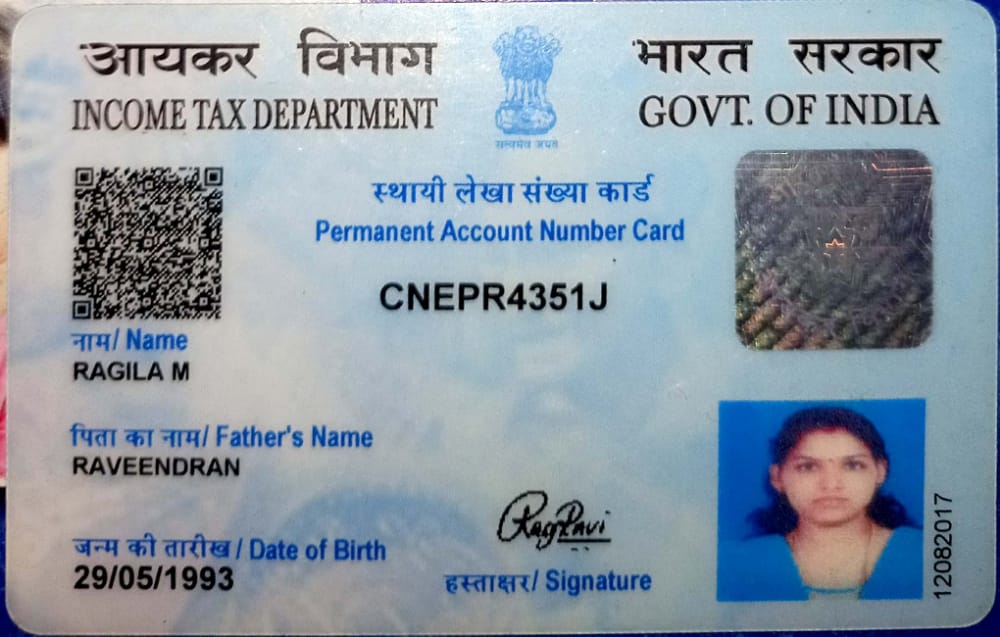 आयकर विभाग
INCOME TAX DEPARTMENT
सत्यमेव जयते
भारत सरकार
GOVT. OF INDIA
स्थायी लेखा संख्या कार्ड
Permanent Account Number Card
CNEPR4351J
नाम/ Name
RAGILA M
पिता का नाम/ Father's Name
RAVEENDRAN
जन्म की तारीख/ Date of Birth
29/05/1993
RagRavi
हस्ताक्षर/ Signature
12082017